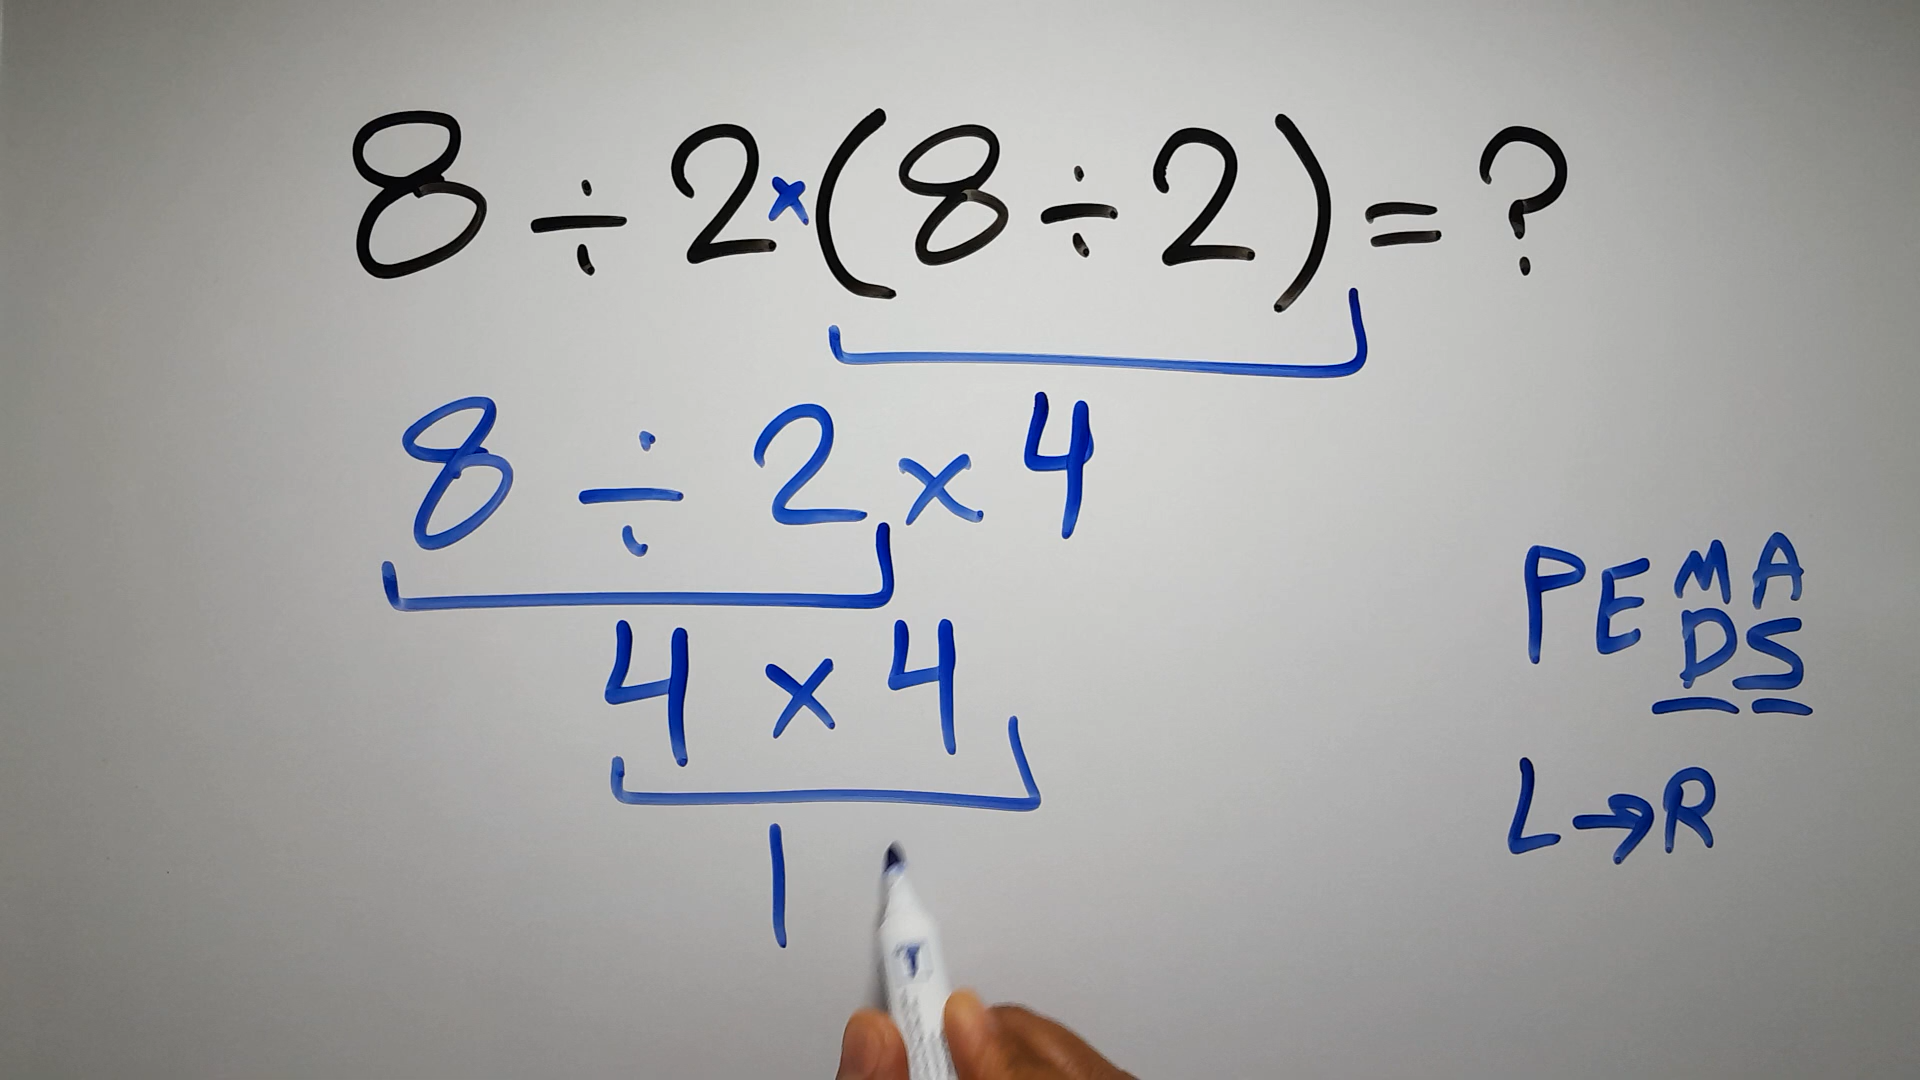 8 ÷ 2×(8÷2)=?
8 ÷ 2 × 4
4 × 4
1
PEMA
DS
L→R
T